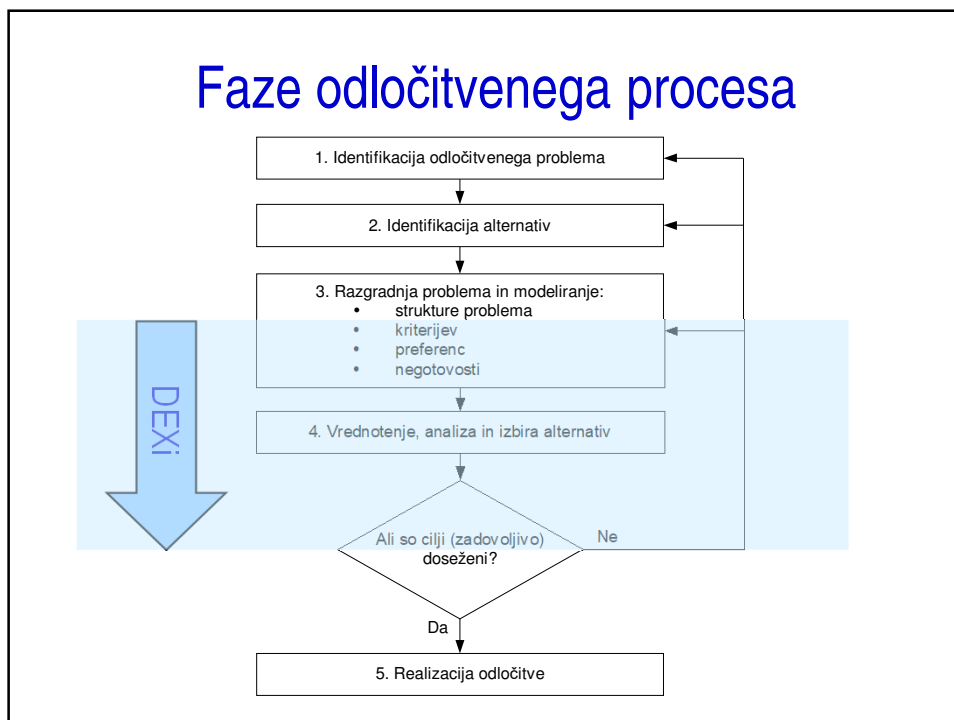 Faze odločitvenega procesa
1. Identifikacija odločitvenega problema
2. Identifikacija alternativ
3. Razgradnja problema in modeliranje:
• strukture problema
• kriterijev
• preferenc
• negotovosti
DEXi
4. Vrednotenje, analiza in izbira alternativ
Ali so cilji (zadovoljivo)
doseženi?
Ne
Da
5. Realizacija odločitve